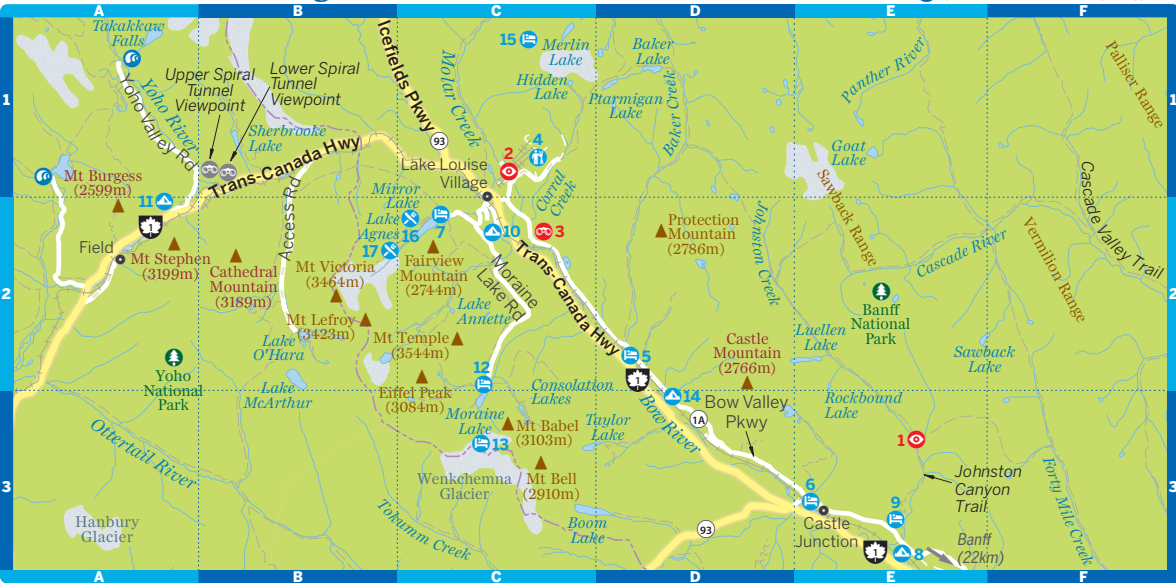 A
B
C
D
E
F
Takakkaw
Falls
Yoho Valley Rd
Yoho River
Upper Spiral
Tunnel
Viewpoint
Lower Spiral
Tunnel
Viewpoint
Sherbrooke
Lake
Icefields Pkwy
93
Molar Creek
15
Merlin
Lake
Hidden
Lake
Baker
Lake
Ptarmigan
Lake
Baker Creek
Panther River
Palliser Range
1
1
Goat
Lake
2
4
Lake Louise
Village
Corral
Creek
Trans-Canada Hwy
Mt Burgess
(2599m)
11
1
Access Rd
Mirror
Lake
Lake
Agnes
16
7
17
10
3
Protection
Mountain
(2786m)
Johnston Creek
Sawback Range
Cascade River
Cascade Valley Trail
Vermilion Range
Field
Mt Stephen
(3199m)
Cathedral
Mountain
(3189m)
Mt Victoria
(3464m)
Fairview
Mountain
(2744m)
Moraine
Lake Rd
Trans-Canada Hwy
2
2
Banff
National
Park
Mt Lefroy
(3423m)
Lake
Annette
Lake
O'Hara
Mt Temple
(3544m)
5
1
Castle
Mountain
(2766m)
Luellen
Lake
Sawback
Lake
Yoho
National
Park
Lake
McArthur
Eiffel Peak
(3084m)
12
Consolation
Lakes
14
Bow Valley
Pkwy
1A
Rockbound
Lake
Moraine
Lake
Mt Babel
(3103m)
Taylor
Lake
Bow River
13
1
Ottertail River
Wenkchemna
Glacier
Mt Bell
(2910m)
Johnston
Canyon
Trail
3
3
Forty Mile Creek
6
9
Hanbury
Glacier
Tokumm Creek
Boom
Lake
93
Castle
Junction
1
8
Banff
(22km)
A
B
C
D
E
F